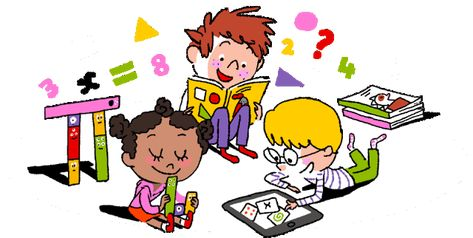 3 x = 8 2 ? 4
x